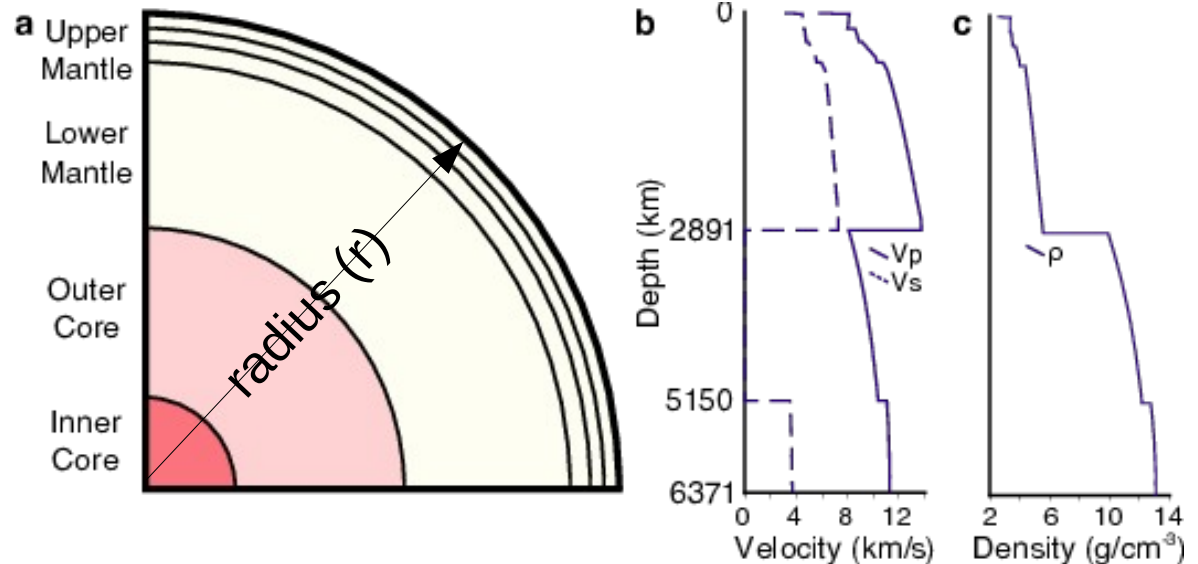 a
Upper
Mantle
Lower
Mantle
Outer
Core
Inner
Core
radius (r)
b
0
2891
5150
6371
Depth (km)
Vp
Vs
0 4 8 12
Velocity (km/s)
c
ρ
2 6 10 14
Density (g/cm⁻³)